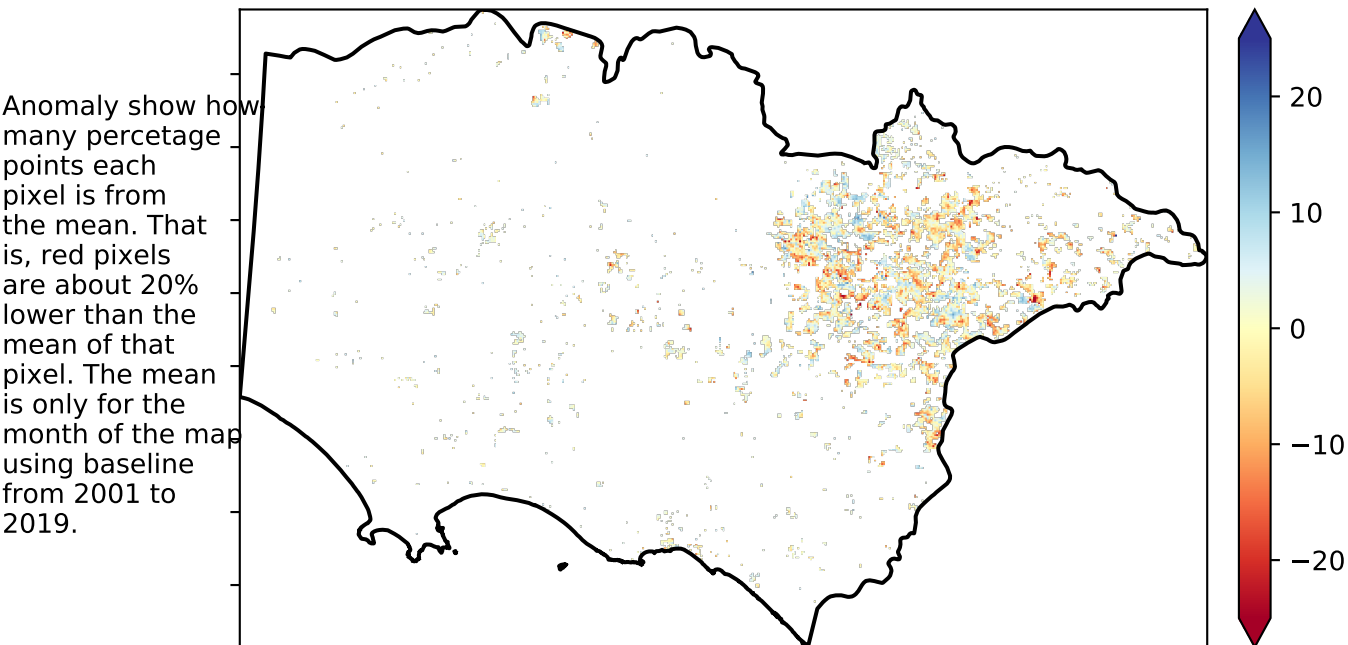 Anomaly show how
many percetage
points each
pixel is from
the mean. That
is, red pixels
are about 20%
lower than the
mean of that
pixel. The mean
is only for the
month of the map
using baseline
from 2001 to
2019.
20
10
0
−10
−20